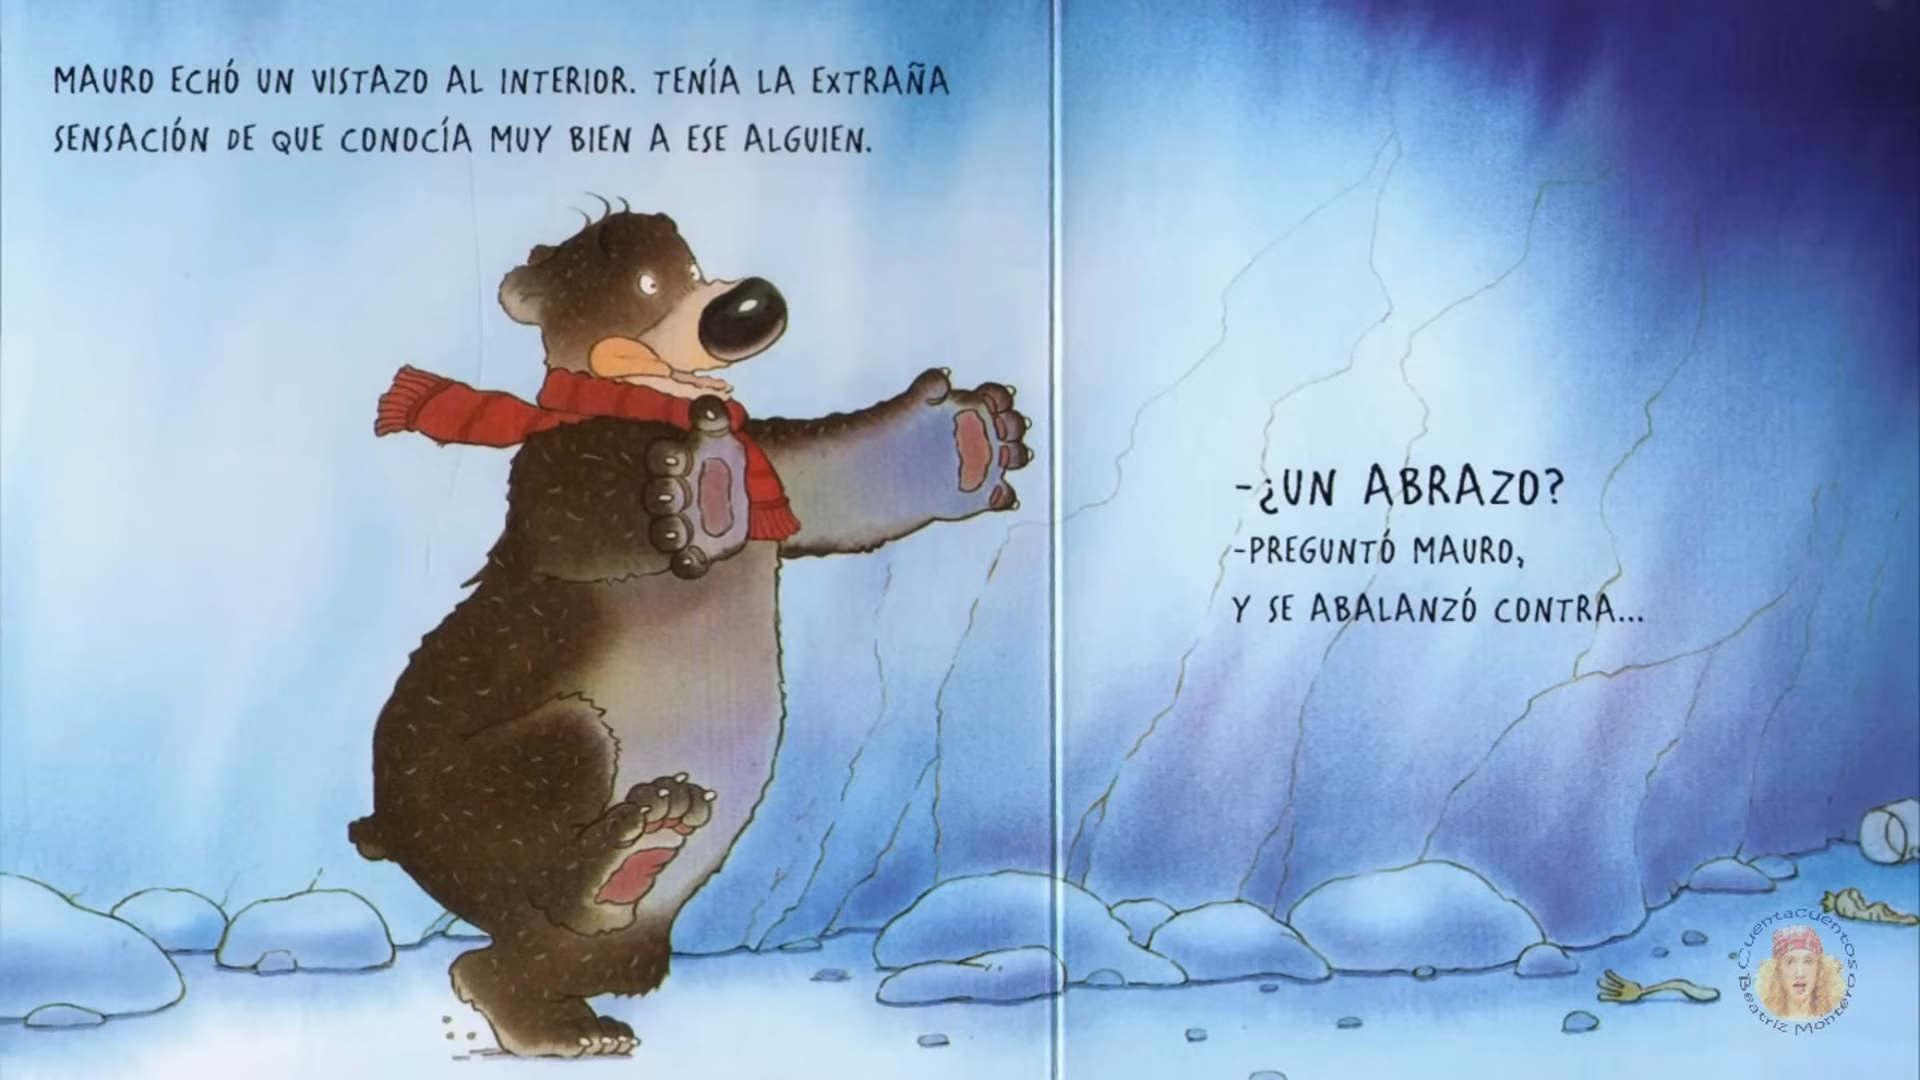 MAURO ECHÓ UN VISTAZO AL INTERIOR. TENÍA LA EXTRAÑA
SENSACIÓN DE QUE CONOCÍA MUY BIEN A ESE ALGUIEN.
-¿UN ABRAZO?
-PREGUNTÓ MAURO,
Y SE ABALANZÓ CONTRA...
CuentaCuentos
Beatriz Montero